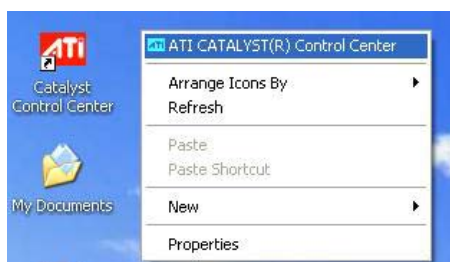 ATI
Catalyst
Control Center
My Documents
ATI ATI CATALYST(R) Control Center
Arrange Icons By
Refresh
Paste
Paste Shortcut
New
Properties